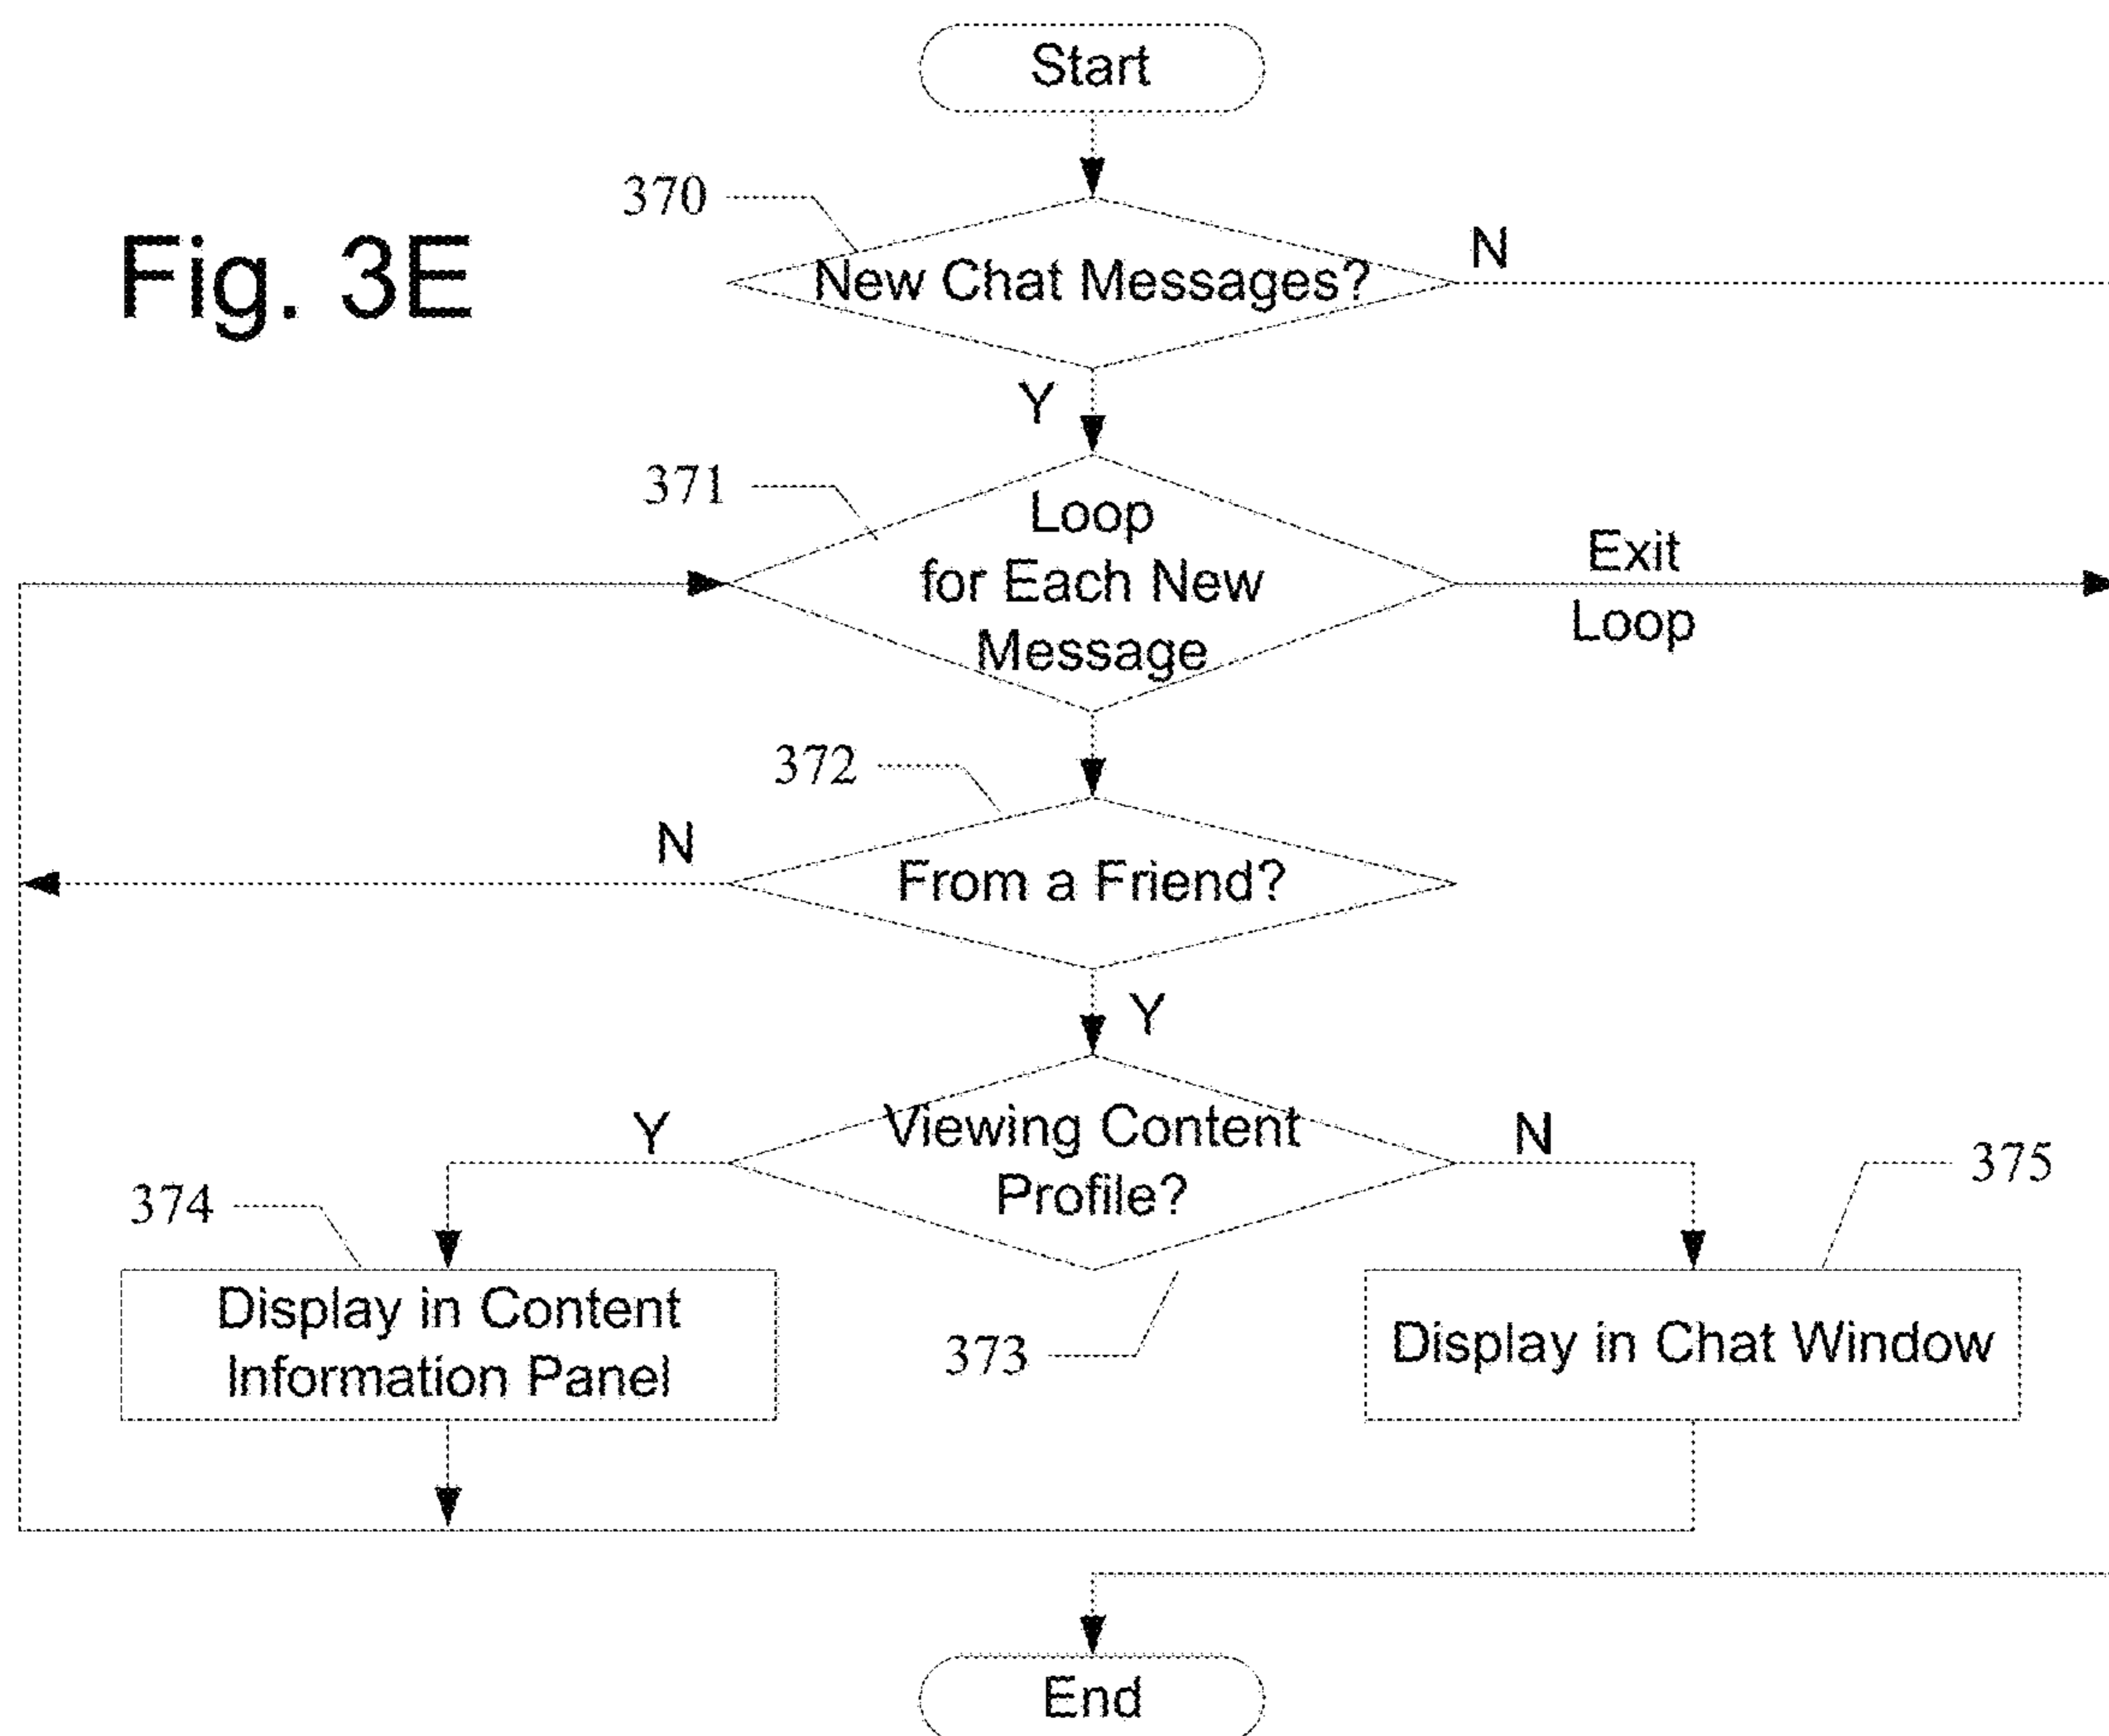 Start
370
Fig. 3E
New Chat Messages?
N
Y
371
Loop
for Each New
Message
Exit
Loop
372
N
From a Friend?
Y
Y
Viewing Content
Profile?
N
375
374
Display in Content
Information Panel
373
Display in Chat Window
End